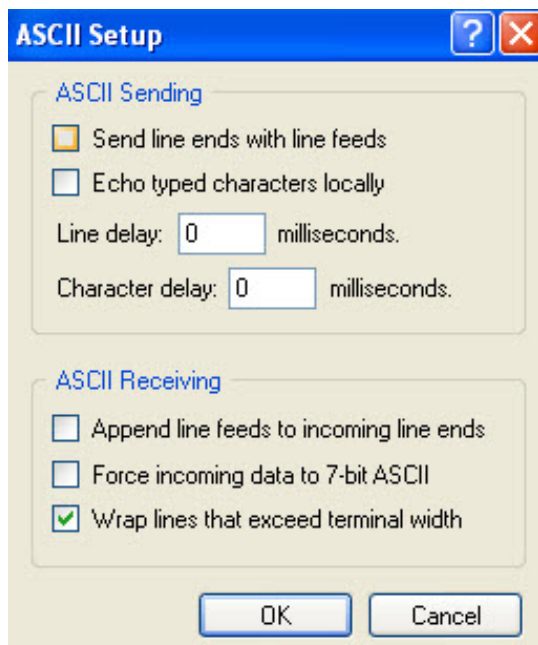 ASCII Setup
ASCII Sending
Send line ends with line feeds
Echo typed characters locally
Line delay: 0 milliseconds.
Character delay: 0 milliseconds.
ASCII Receiving
Append line feeds to incoming line ends
Force incoming data to 7-bit ASCII
Wrap lines that exceed terminal width
OK Cancel